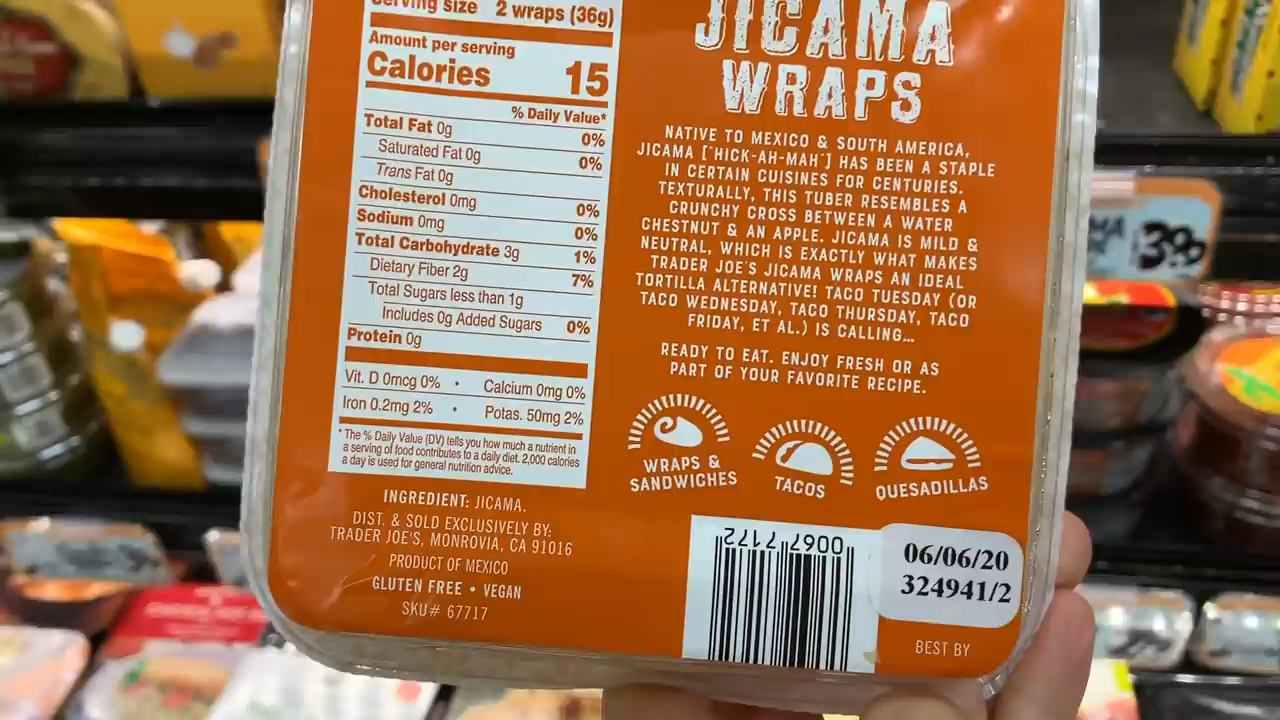 Serving size 2 wraps (36g)
Amount per serving
Calories 15
% Daily Value*
Total Fat 0g 0%
Saturated Fat 0g 0%
Trans Fat 0g
Cholesterol 0mg 0%
Sodium 0mg 0%
Total Carbohydrate 3g 1%
Dietary Fiber 2g 7%
Total Sugars less than 1g
Includes 0g Added Sugars 0%
Protein 0g
Vit. D 0mcg 0% • Calcium 0mg 0%
Iron 0.2mg 2% • Potas. 50mg 2%
* The % Daily Value (DV) tells you how much a nutrient in
a serving of food contributes to a daily diet. 2,000 calories
a day is used for general nutrition advice.
INGREDIENT: JICAMA.
DIST. & SOLD EXCLUSIVELY BY:
TRADER JOE'S, MONROVIA, CA 91016
PRODUCT OF MEXICO
GLUTEN FREE • VEGAN
SKU# 67717
JICAMA
WRAPS
NATIVE TO MEXICO & SOUTH AMERICA,
JICAMA ["HICK-AH-MAH"] HAS BEEN A STAPLE
IN CERTAIN CUISINES FOR CENTURIES.
TEXTURALLY, THIS TUBER RESEMBLES A
CRUNCHY CROSS BETWEEN A WATER
CHESTNUT & AN APPLE. JICAMA IS MILD &
NEUTRAL, WHICH IS EXACTLY WHAT MAKES
TRADER JOE'S JICAMA WRAPS AN IDEAL
TORTILLA ALTERNATIVE! TACO TUESDAY (OR
TACO WEDNESDAY, TACO THURSDAY, TACO
FRIDAY, ET AL.) IS CALLING...
READY TO EAT. ENJOY FRESH OR AS
PART OF YOUR FAVORITE RECIPE.
WRAPS &
SANDWICHES
TACOS
QUESADILLAS
0067 7172
06/06/20
324941/2
BEST BY
3.99